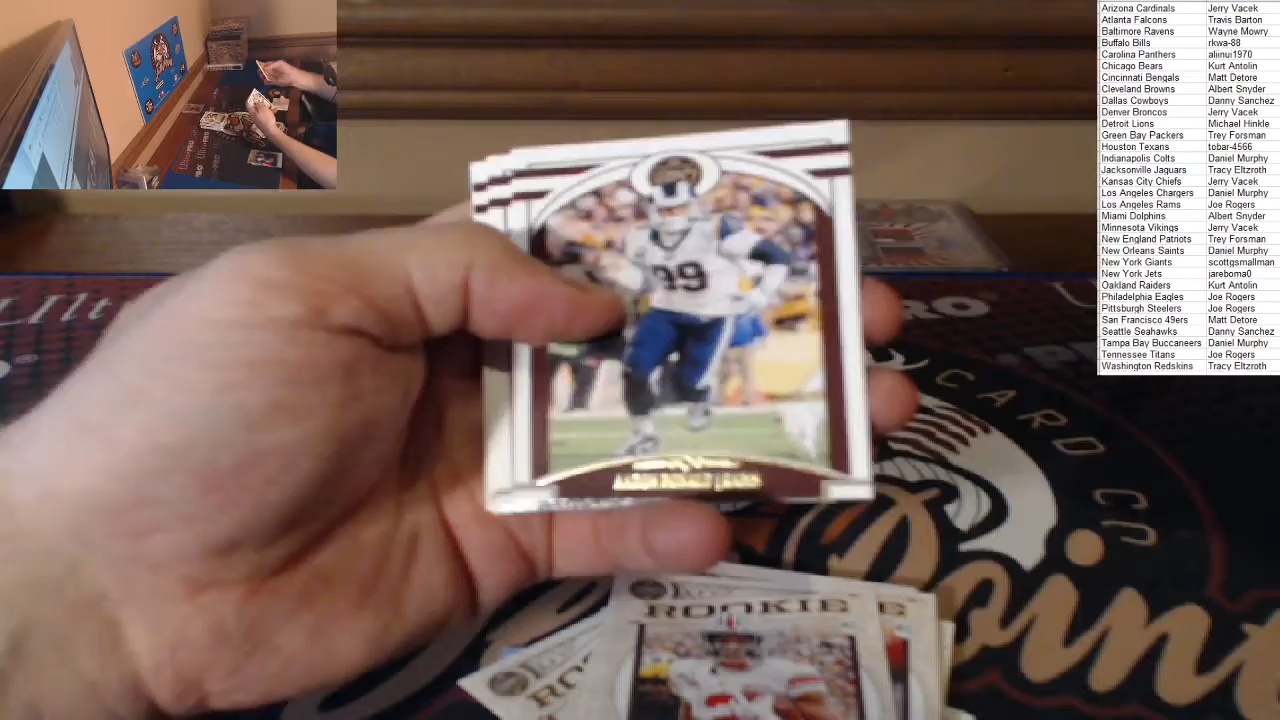 Arizona Cardinals Jerry Vacek
Atlanta Falcons Travis Barton
Baltimore Ravens Wayne Mowry
Buffalo Bills rkwa-88
Carolina Panthers aliinui1970
Chicago Bears Kurt Antolin
Cincinnati Bengals Matt Detore
Cleveland Browns Albert Snyder
Dallas Cowboys Danny Sanchez
Denver Broncos Jerry Vacek
Detroit Lions Michael Hinkle
Green Bay Packers Trey Forsman
Houston Texans tobar-4566
Indianapolis Colts Daniel Murphy
Jacksonville Jaguars Tracy Eltzroth
Kansas City Chiefs Jerry Vacek
Los Angeles Chargers Daniel Murphy
Los Angeles Rams Joe Rogers
Miami Dolphins Albert Snyder
Minnesota Vikings Jerry Vacek
New England Patriots Trey Forsman
New Orleans Saints Daniel Murphy
New York Giants scottgsmallman
New York Jets jareboma0
Oakland Raiders Kurt Antolin
Philadelphia Eagles Joe Rogers
Pittsburgh Steelers Joe Rogers
San Francisco 49ers Matt Detore
Seattle Seahawks Danny Sanchez
Tampa Bay Buccaneers Daniel Murphy
Tennessee Titans Joe Rogers
Washington Redskins Tracy Eltzroth
99
PRO
CARD
Point
ROOKIE